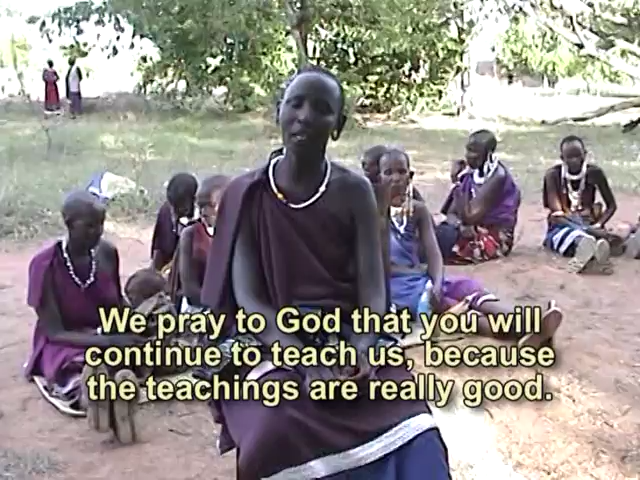 We pray to God that you will
continue to teach us, because
the teachings are really good.